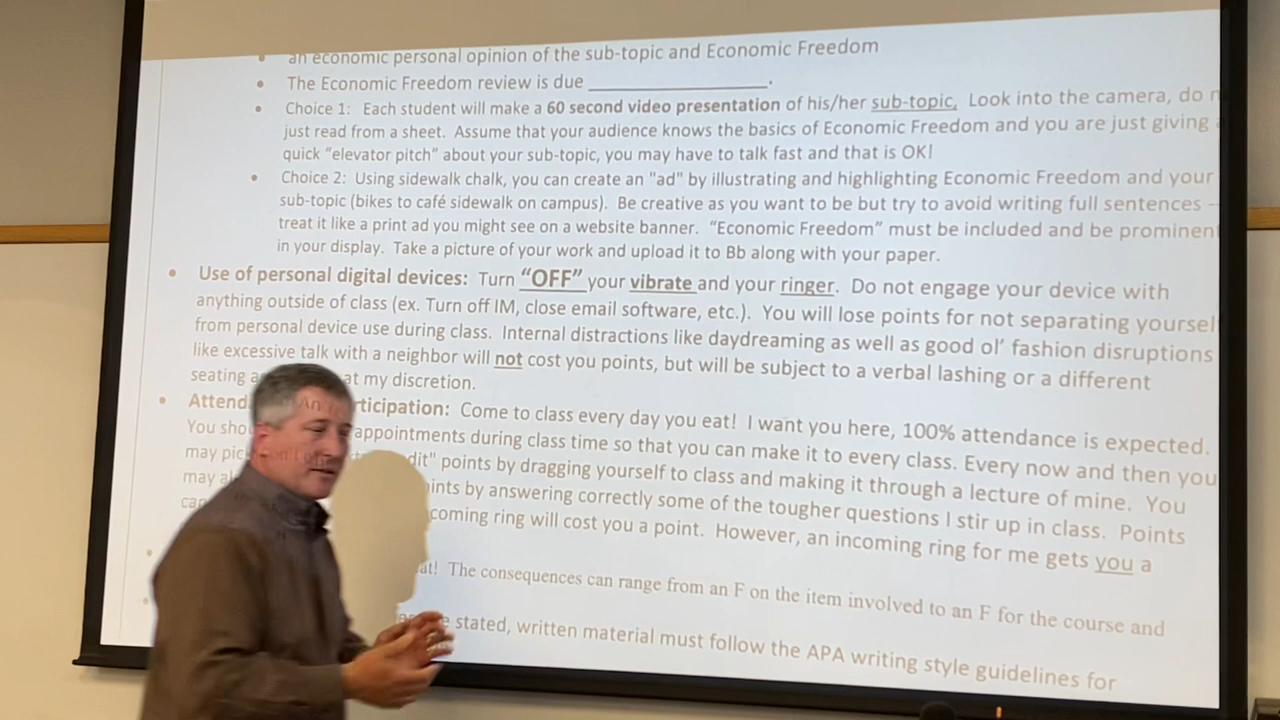 an economic personal opinion of the sub-topic and Economic Freedom
The Economic Freedom review is due ____________________.
Choice 1: Each student will make a 60 second video presentation of his/her sub-topic. Look into the camera, do
just read from a sheet. Assume that your audience knows the basics of Economic Freedom and you are just giving
quick "elevator pitch" about your sub-topic, you may have to talk fast and that is OK!
Choice 2: Using sidewalk chalk, you can create an "ad" by illustrating and highlighting Economic Freedom and your
sub-topic (bikes to café sidewalk on campus). Be creative as you want to be but try to avoid writing full sentences –
treat it like a print ad you might see on a website banner. "Economic Freedom" must be included and be prominent
in your display. Take a picture of your work and upload it to Bb along with your paper.
Use of personal digital devices: Turn "OFF" your vibrate and your ringer. Do not engage your device with
anything outside of class (ex. Turn off IM, close email software, etc.). You will lose points for not separating yoursel
from personal device use during class. Internal distractions like daydreaming as well as good ol' fashion disruptions
like excessive talk with a neighbor will not cost you points, but will be subject to a verbal lashing or a different
seating at my discretion.
Attend rticipation: Come to class every day you eat! I want you here, 100% attendance is expected.
You shou appointments during class time so that you can make it to every class. Every now and then you
may pic dit" points by dragging yourself to class and making it through a lecture of mine. You
may al ints by answering correctly some of the tougher questions I stir up in class. Points
coming ring will cost you a point. However, an incoming ring for me gets you a
at! The consequences can range from an F on the item involved to an F for the course and
stated, written material must follow the APA writing style guidelines for